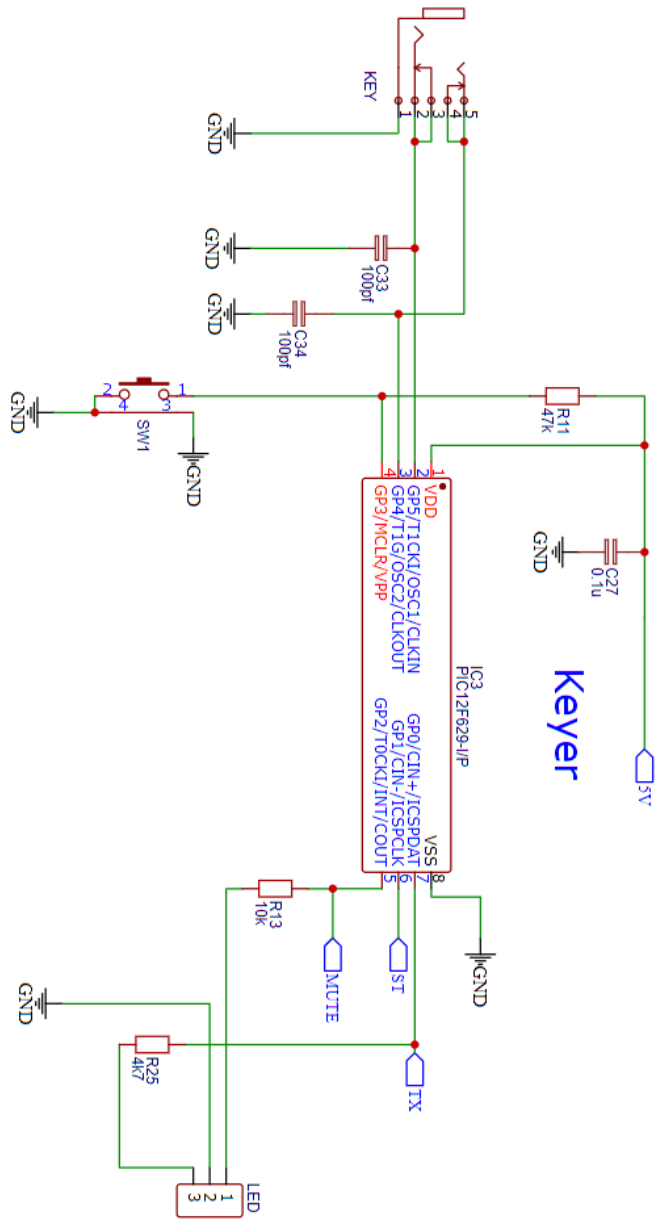 5V
C27
0.1u
Keyer
R11
47k
GND
GND
IC3
PIC12F629-I/P
KEY
5
4
3
2
1
1
VDD
VSS
8
2
GP5/T1CKI/OSC1/CLKIN
GP0/CIN+/ICSPDAT
7
TX
3
GP4/T1G/OSC2/CLKOUT
GP1/CIN-/ICSPCLK
6
ST
4
GP3/MCLR/VPP
GP2/T0CKI/INT/COUT
5
MUTE
C33
100pf
C34
100pf
R13
10k
LED
1
2
3
GND
GND
GND
GND
1
3
2
4
SW1
R25
4k7
GND
GND